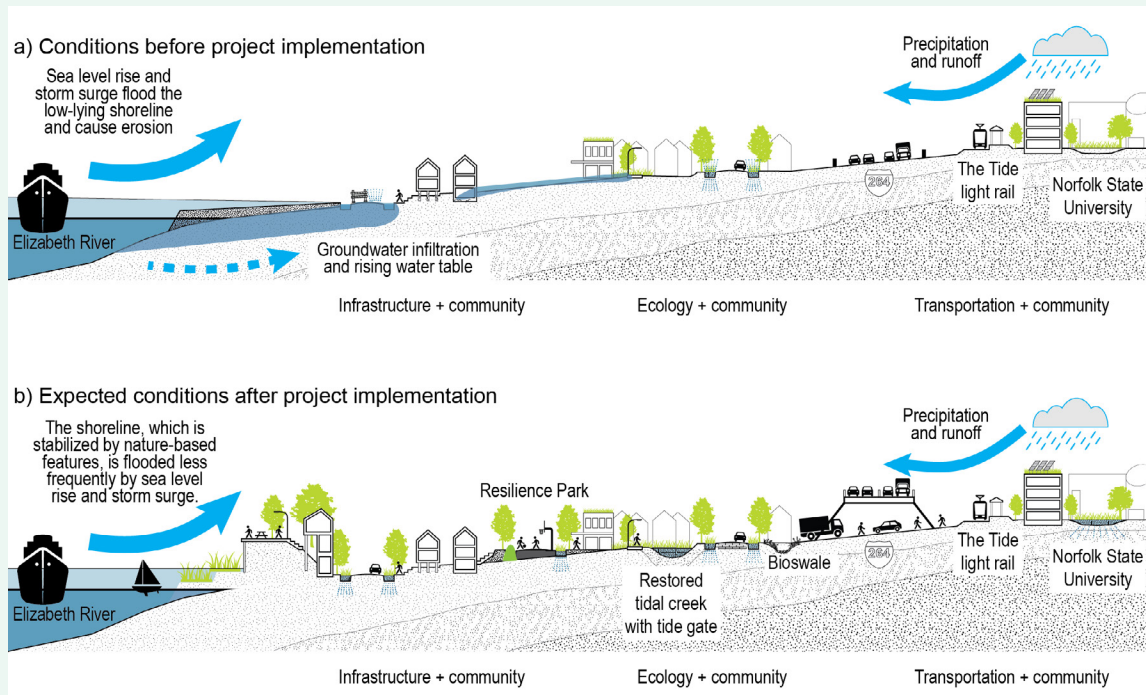 a) Conditions before project implementation
Sea level rise and
storm surge flood the
low-lying shoreline
and cause erosion
Precipitation
and runoff
264
The Tide
light rail
Norfolk State
University
Elizabeth River
Groundwater infiltration
and rising water table
Infrastructure + community
Ecology + community
Transportation + community
b) Expected conditions after project implementation
The shoreline, which is
stabilized by nature-based
features, is flooded less
frequently by sea level
rise and storm surge.
Precipitation
and runoff
Resilience Park
Elizabeth River
Restored
tidal creek
with tide gate
Bioswale
264
The Tide
light rail
Norfolk State
University
Infrastructure + community
Ecology + community
Transportation + community